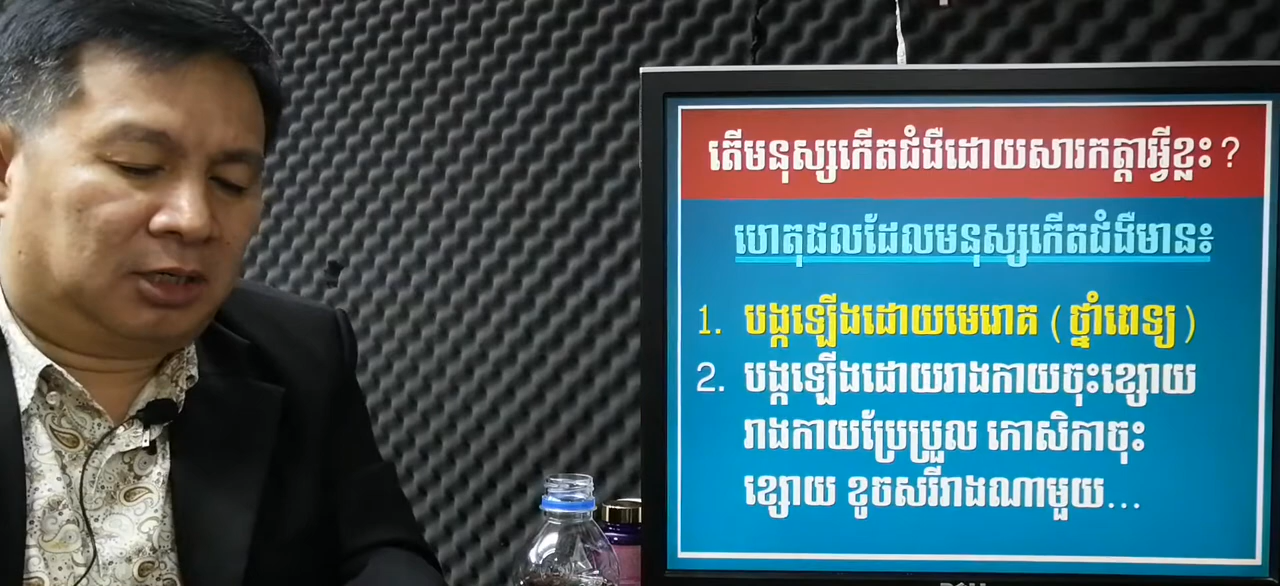 តើមនុស្សកើតជំងឺដោយសារកត្តាអ្វីខ្លះ ?
ហេតុផលដែលមនុស្សកើតជំងឺមាន៖
1. បង្កឡើងដោយមេរោគ ( ថ្នាំពេទ្យ )
2. បង្កឡើងដោយរាងកាយចុះខ្សោយ
រាងកាយប្រែប្រួល កោសិកាចុះ
ខ្សោយ ខូចសរីរាងណាមួយ...